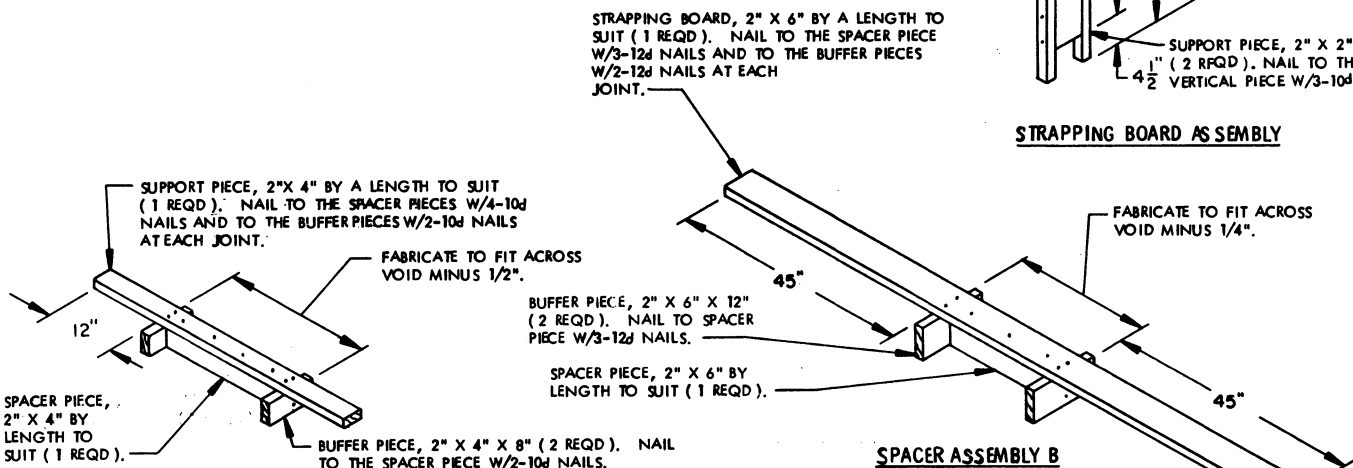 STRAPPING BOARD, 2" X 6" BY A LENGTH TO
SUIT ( 1 REQD ). NAIL TO THE SPACER PIECE
W/3-12d NAILS AND TO THE BUFFER PIECES
W/2-12d NAILS AT EACH
JOINT.
SUPPORT PIECE, 2" X 2"
( 2 REQD ). NAIL TO TH
4 1/2" VERTICAL PIECE W/3-10d
STRAPPING BOARD ASSEMBLY
SUPPORT PIECE, 2"X 4" BY A LENGTH TO SUIT
( 1 REQD ). NAIL TO THE SPACER PIECES W/4-10d
NAILS AND TO THE BUFFER PIECES W/2-10d NAILS
AT EACH JOINT.
FABRICATE TO FIT ACROSS
VOID MINUS 1/2".
12"
SPACER PIECE,
2" X 4" BY
LENGTH TO
SUIT ( 1 REQD ).
BUFFER PIECE, 2" X 4" X 8" ( 2 REQD ). NAIL
TO THE SPACER PIECE W/2-10d NAILS.
FABRICATE TO FIT ACROSS
VOID MINUS 1/4".
45"
BUFFER PIECE, 2" X 6" X 12"
( 2 REQD ). NAIL TO SPACER
PIECE W/3-12d NAILS.
SPACER PIECE, 2" X 6" BY
LENGTH TO SUIT ( 1 REQD ).
45"
SPACER ASSEMBLY B